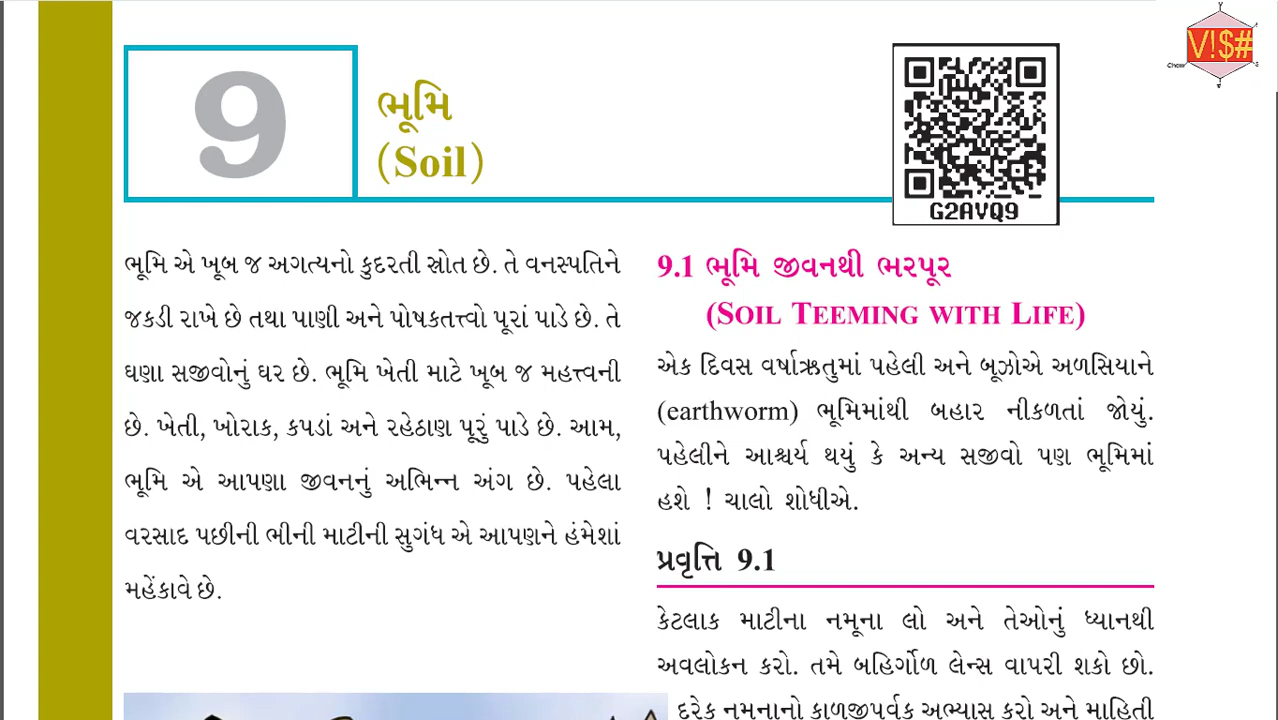 9
ભૂમિ
(Soil)
G2AVQ9
ભૂમિ એ ખૂબ જ અગત્યનો કુદરતી સ્રોત છે. તે વનસ્પતિને
જકડી રાખે છે તથા પાણી અને પોષકતત્ત્વો પૂરાં પાડે છે. તે
ઘણા સજીવોનું ઘર છે. ભૂમિ ખેતી માટે ખૂબ જ મહત્ત્વની
છે. ખેતી, ખોરાક, કપડાં અને રહેઠાણ પૂરું પાડે છે. આમ,
ભૂમિ એ આપણા જીવનનું અભિન્ન અંગ છે. પહેલા
વરસાદ પછીની ભીની માટીની સુગંધ એ આપણને હંમેશાં
મહેંકાવે છે.
9.1 ભૂમિ જીવનથી ભરપૂર
(SOIL TEEMING WITH LIFE)
એક દિવસ વર્ષાઋતુમાં પહેલી અને બૂઝોએ અળસિયાને
(earthworm) ભૂમિમાંથી બહાર નીકળતાં જોયું.
પહેલીને આશ્ચર્ય થયું કે અન્ય સજીવો પણ ભૂમિમાં
હશે ! ચાલો શોધીએ.
પ્રવૃત્તિ 9.1
કેટલાક માટીના નમૂના લો અને તેઓનું ધ્યાનથી
અવલોકન કરો. તમે બહિર્ગોળ લેન્સ વાપરી શકો છો.
દરેક નમૂનાનો કાળજીપૂર્વક અભ્યાસ કરો અને માહિતી
V!$#